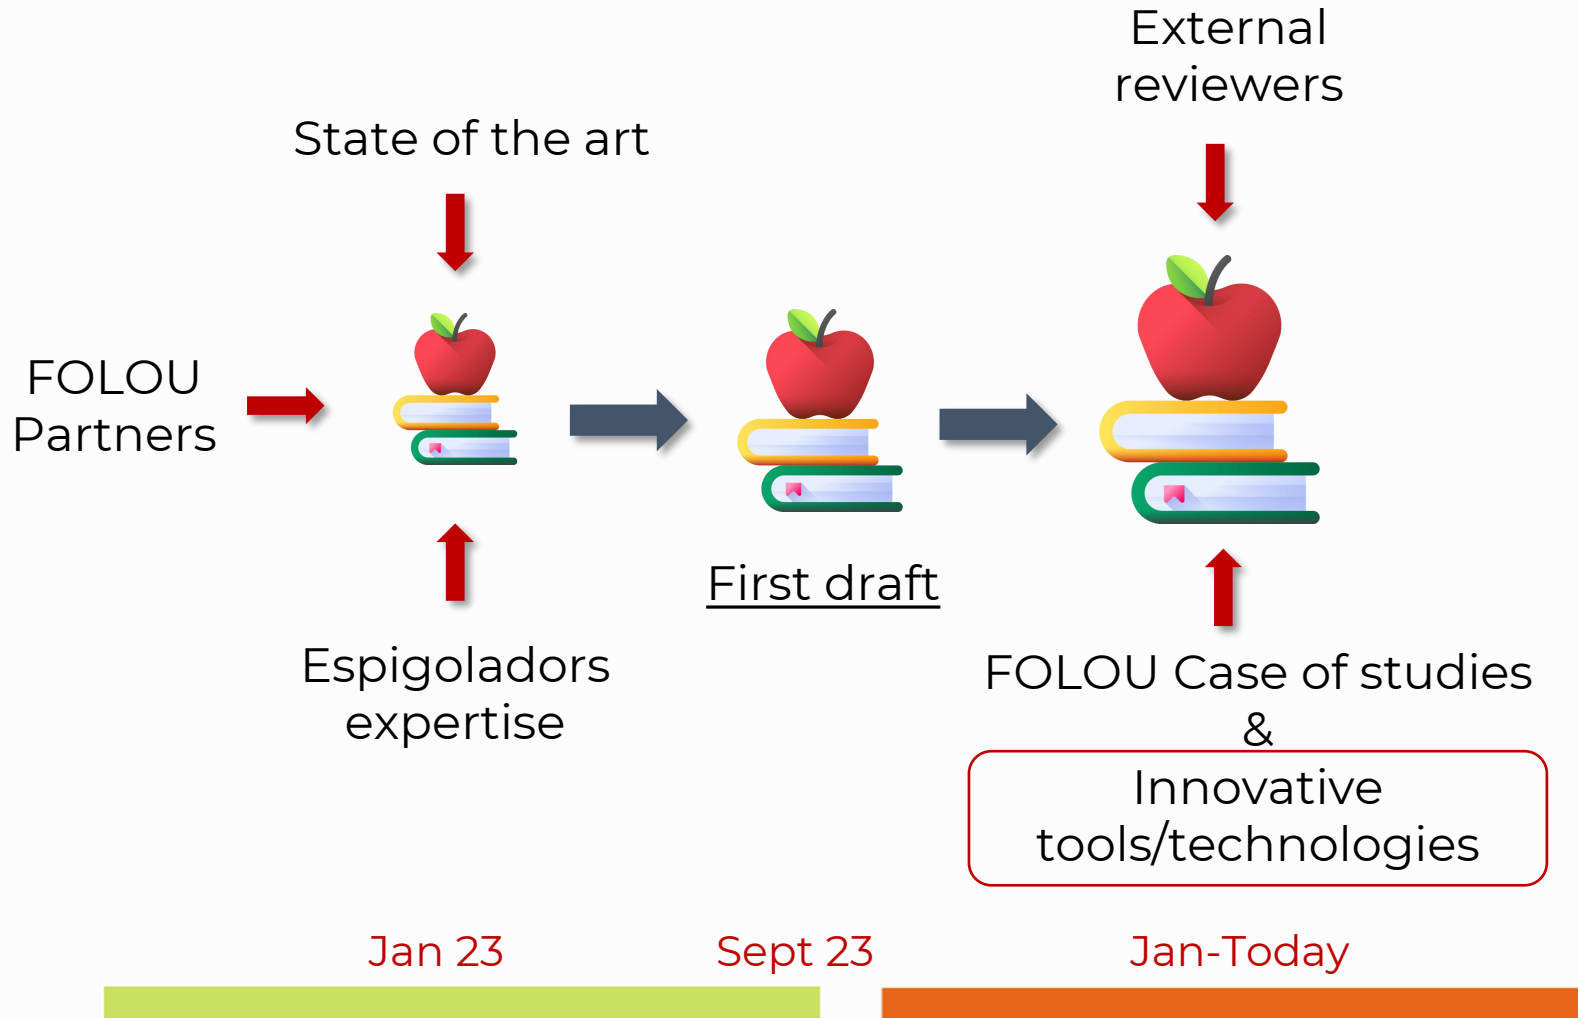 External
reviewers
State of the art
FOLOU
Partners
First draft
Espigoladors
expertise
FOLOU Case of studies
&
Innovative
tools/technologies
Jan 23
Sept 23
Jan-Today